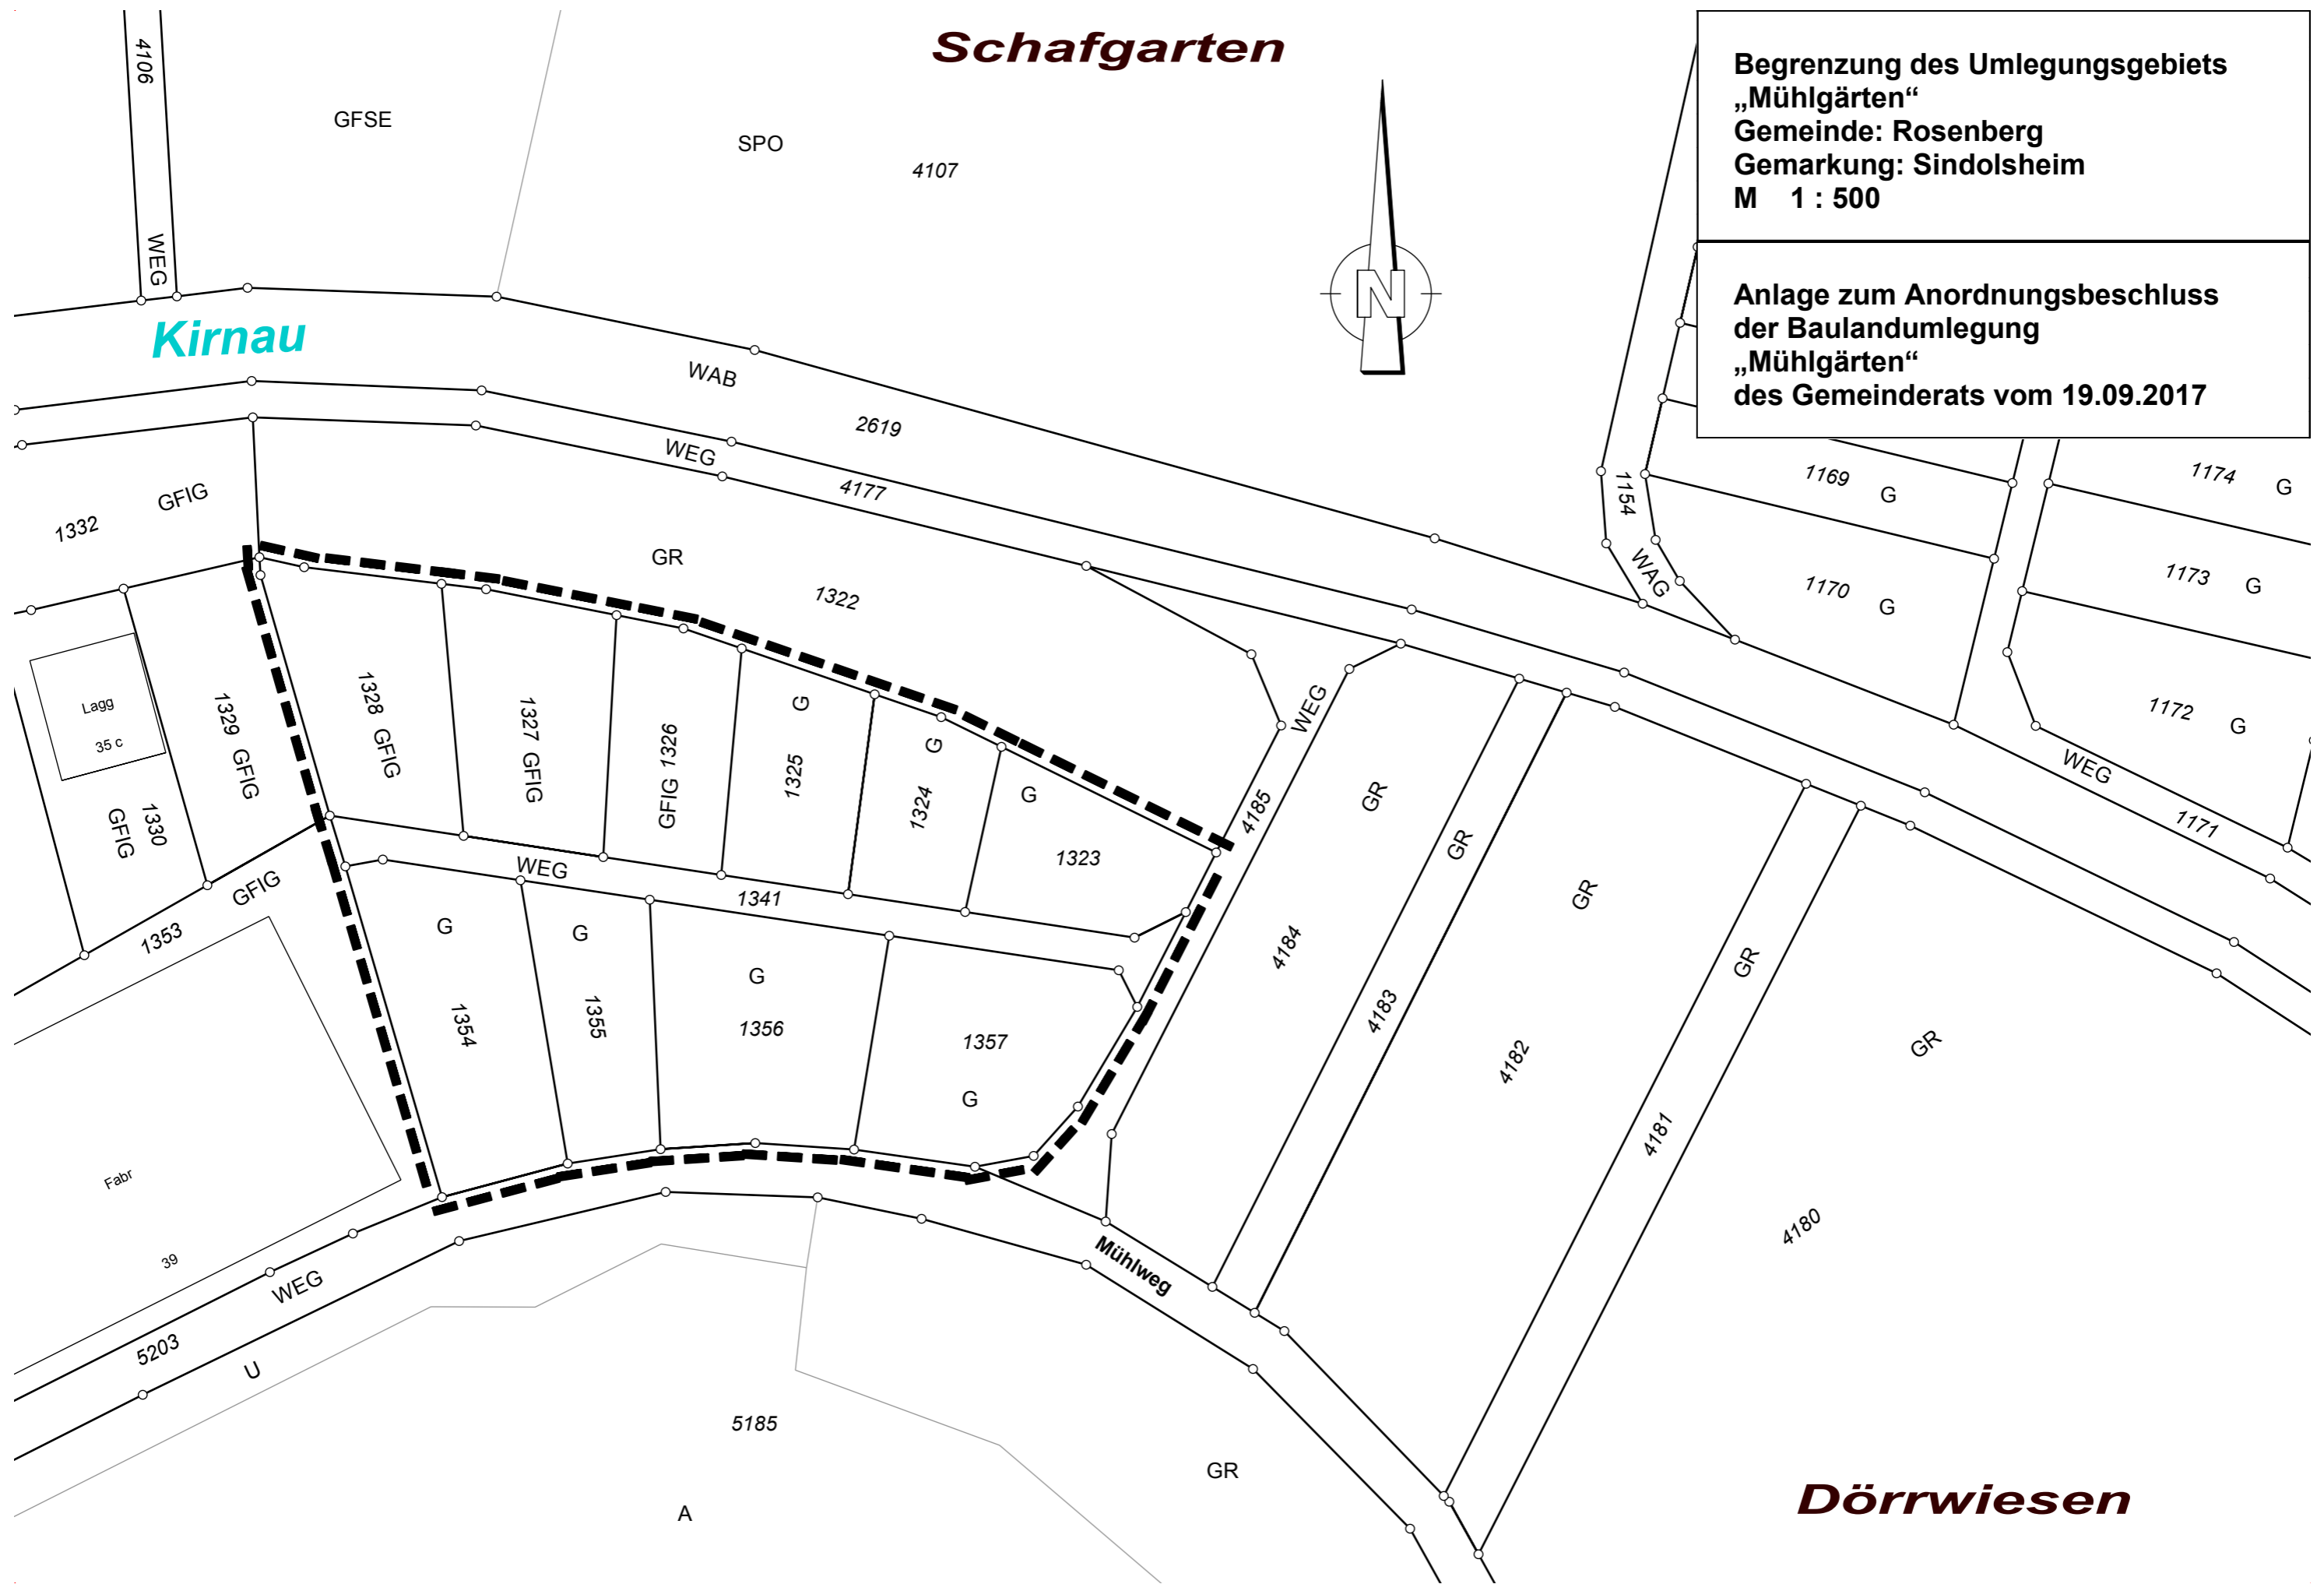 Schafgarten
Begrenzung des Umlegungsgebiets
„Mühlgärten“
Gemeinde: Rosenberg
Gemarkung: Sindolsheim
M 1 : 500
Anlage zum Anordnungsbeschluss
der Baulandumlegung
„Mühlgärten“
des Gemeinderats vom 19.09.2017
4106
WEG
GFSE
SPO
4107
N
Kirnau
WAB
2619
WEG
4177
1332
GFIG
GR
1322
1154
WAG
1169
G
1174
G
1170
G
1173
G
1172
G
WEG
1171
Lagg
35 c
1330
GFIG
1329 GFIG
1328 GFIG
1327 GFIG
GFIG 1326
1325
G
1324
G
G
1323
WEG
4185
GR
4184
GR
4183
GR
4182
GR
4181
GR
4180
WEG
1341
1353
GFIG
G
1354
G
1355
G
1356
1357
G
Fabr
39
WEG
5203
U
Mühlweg
5185
A
GR
Dörrwiesen